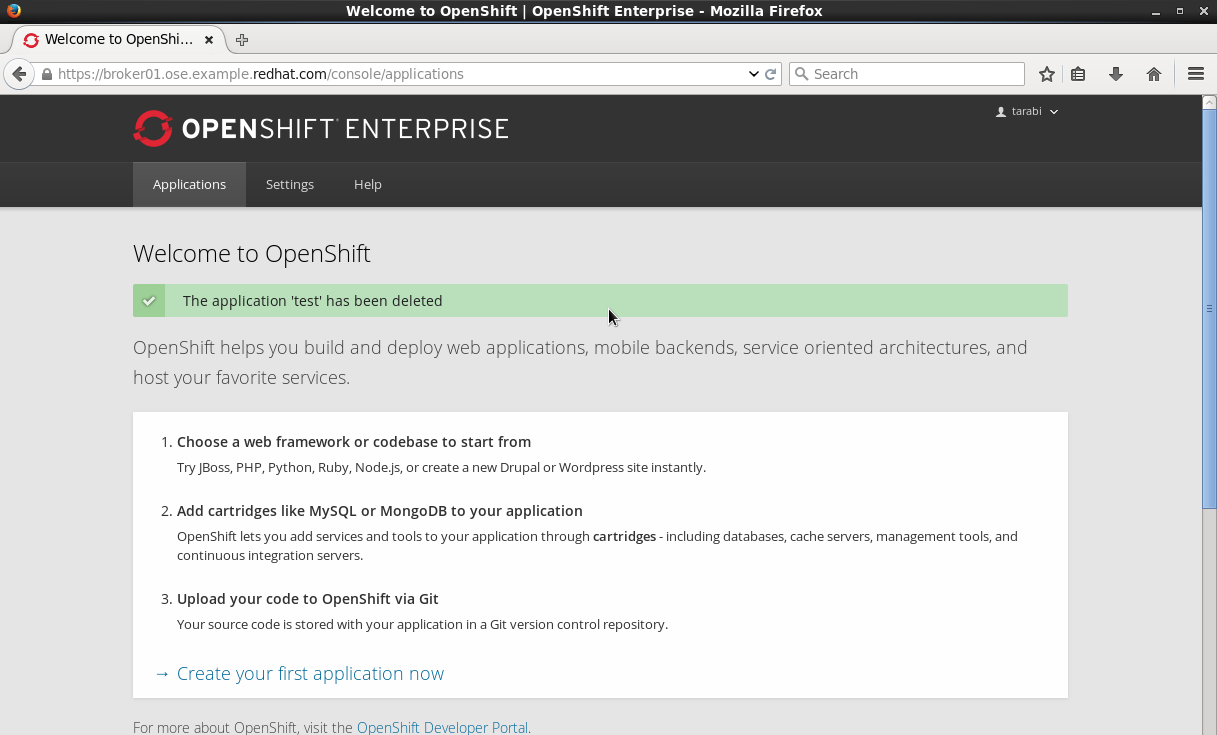 Welcome to OpenShift | OpenShift Enterprise - Mozilla Firefox
Welcome to OpenShi...
https://broker01.ose.example.redhat.com/console/applications
Search
OPENSHIFT ENTERPRISE
tarabi
Applications
Settings
Help
Welcome to OpenShift
The application 'test' has been deleted
OpenShift helps you build and deploy web applications, mobile backends, service oriented architectures, and
host your favorite services.
1. Choose a web framework or codebase to start from
Try JBoss, PHP, Python, Ruby, Node.js, or create a new Drupal or Wordpress site instantly.
2. Add cartridges like MySQL or MongoDB to your application
OpenShift lets you add services and tools to your application through cartridges - including databases, cache servers, management tools, and
continuous integration servers.
3. Upload your code to OpenShift via Git
Your source code is stored with your application in a Git version control repository.
→ Create your first application now
For more about OpenShift, visit the OpenShift Developer Portal.